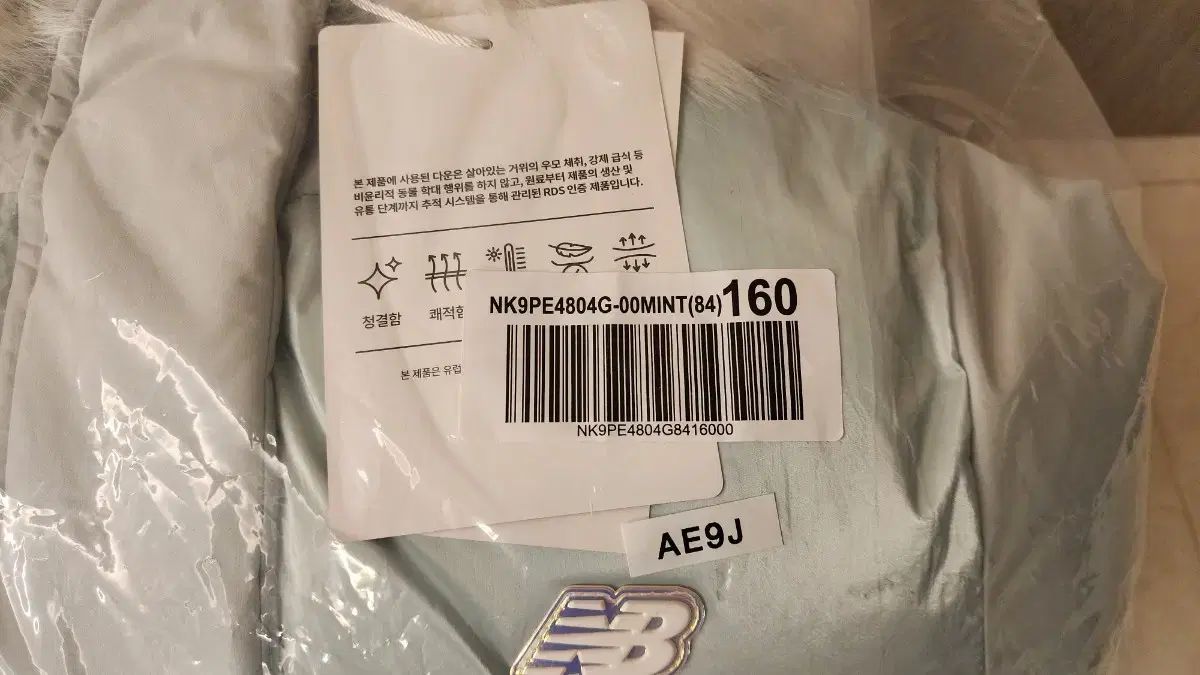 본 제품에 사용된 다운은 살아있는 거위의 우모 채취, 강제 급식 등
비윤리적 동물 학대 행위를 하지 않고, 원료부터 제품의 생산 및
유통 단계까지 추적 시스템을 통해 관리된 RDS 인증 제품입니다.
청결함 쾌적함
본 제품은 유럽
NK9PE4804G-00MINT(84)160
NK9PE4804G8416000
AE9J
NB